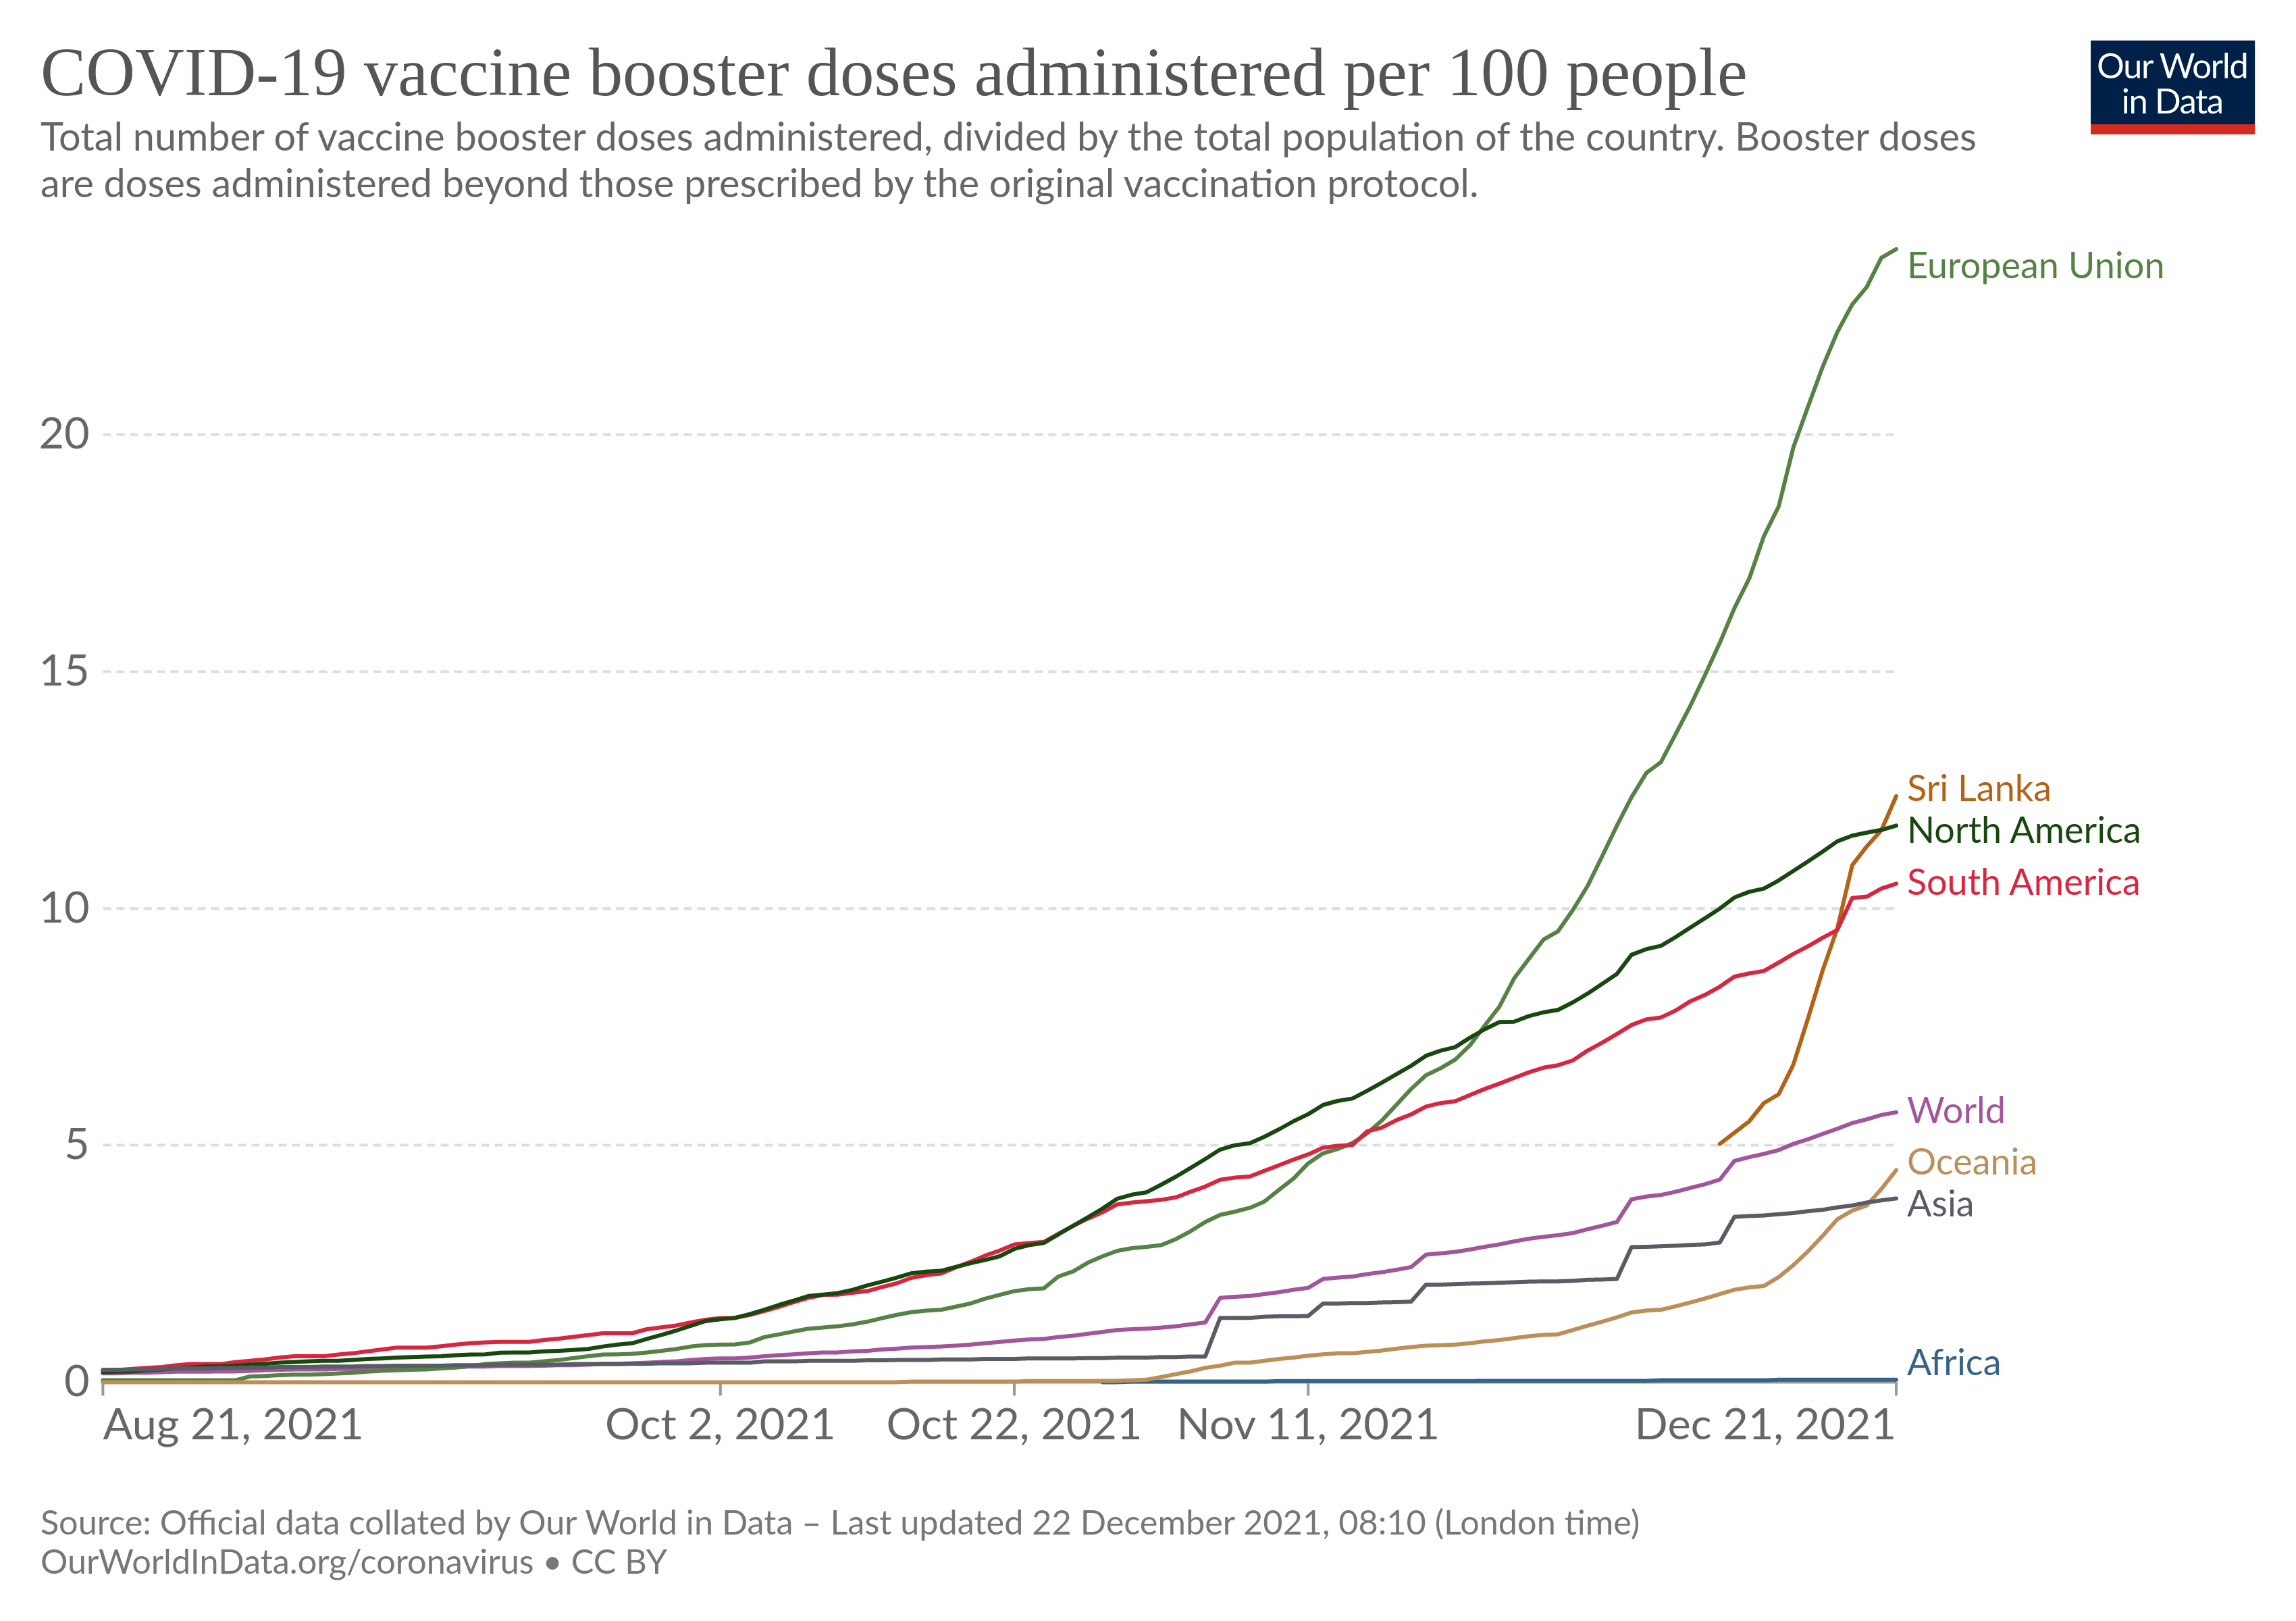 COVID-19 vaccine booster doses administered per 100 people
Our World
in Data
Total number of vaccine booster doses administered, divided by the total population of the country. Booster doses
are doses administered beyond those prescribed by the original vaccination protocol.
European Union
20
15
Sri Lanka
North America
South America
10
World
5
Oceania
Asia
Africa
0
Aug 21, 2021
Oct 2, 2021
Oct 22, 2021
Nov 11, 2021
Dec 21, 2021
Source: Official data collated by Our World in Data – Last updated 22 December 2021, 08:10 (London time)
OurWorldInData.org/coronavirus • CC BY